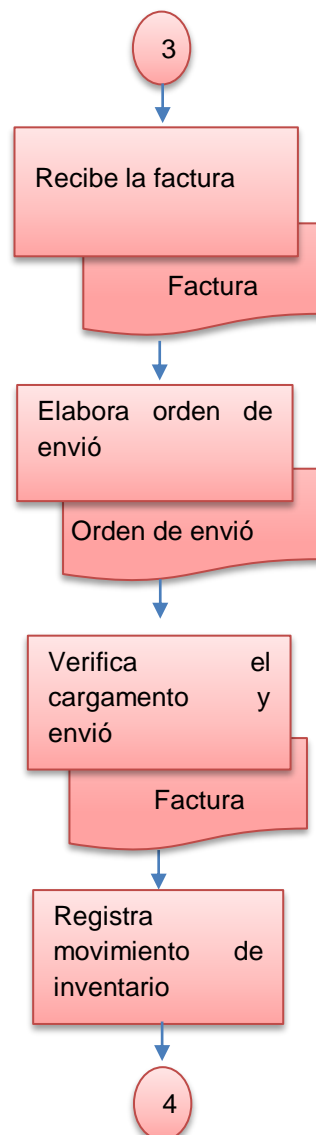 3
Recibe la factura
Factura
Elabora orden de
envió
Orden de envió
Verifica el
cargamento y
envió
Factura
Registra
movimiento de
inventario
4